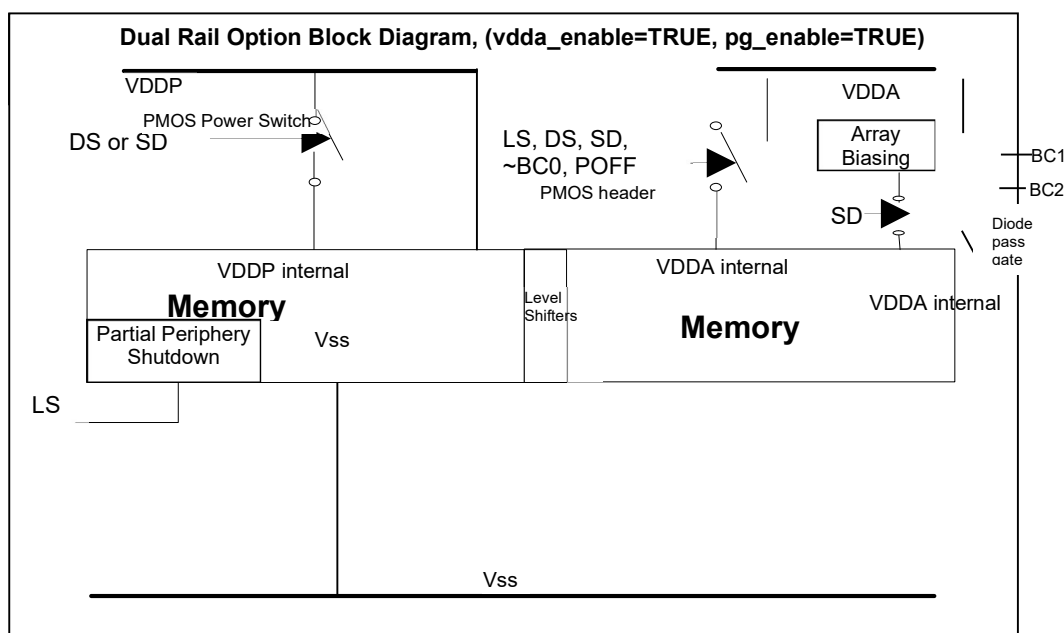 Dual Rail Option Block Diagram, (vdda_enable=TRUE, pg_enable=TRUE)
VDDP
VDDA
PMOS Power Switch
DS or SD
LS, DS, SD,
~BC0, POFF
PMOS header
Array
Biasing
BC1
BC2
SD
Diode
pass
gate
VDDP internal
VDDA internal
Memory
Level
Shifters
Memory
VDDA internal
Partial Periphery
Shutdown
Vss
LS
Vss